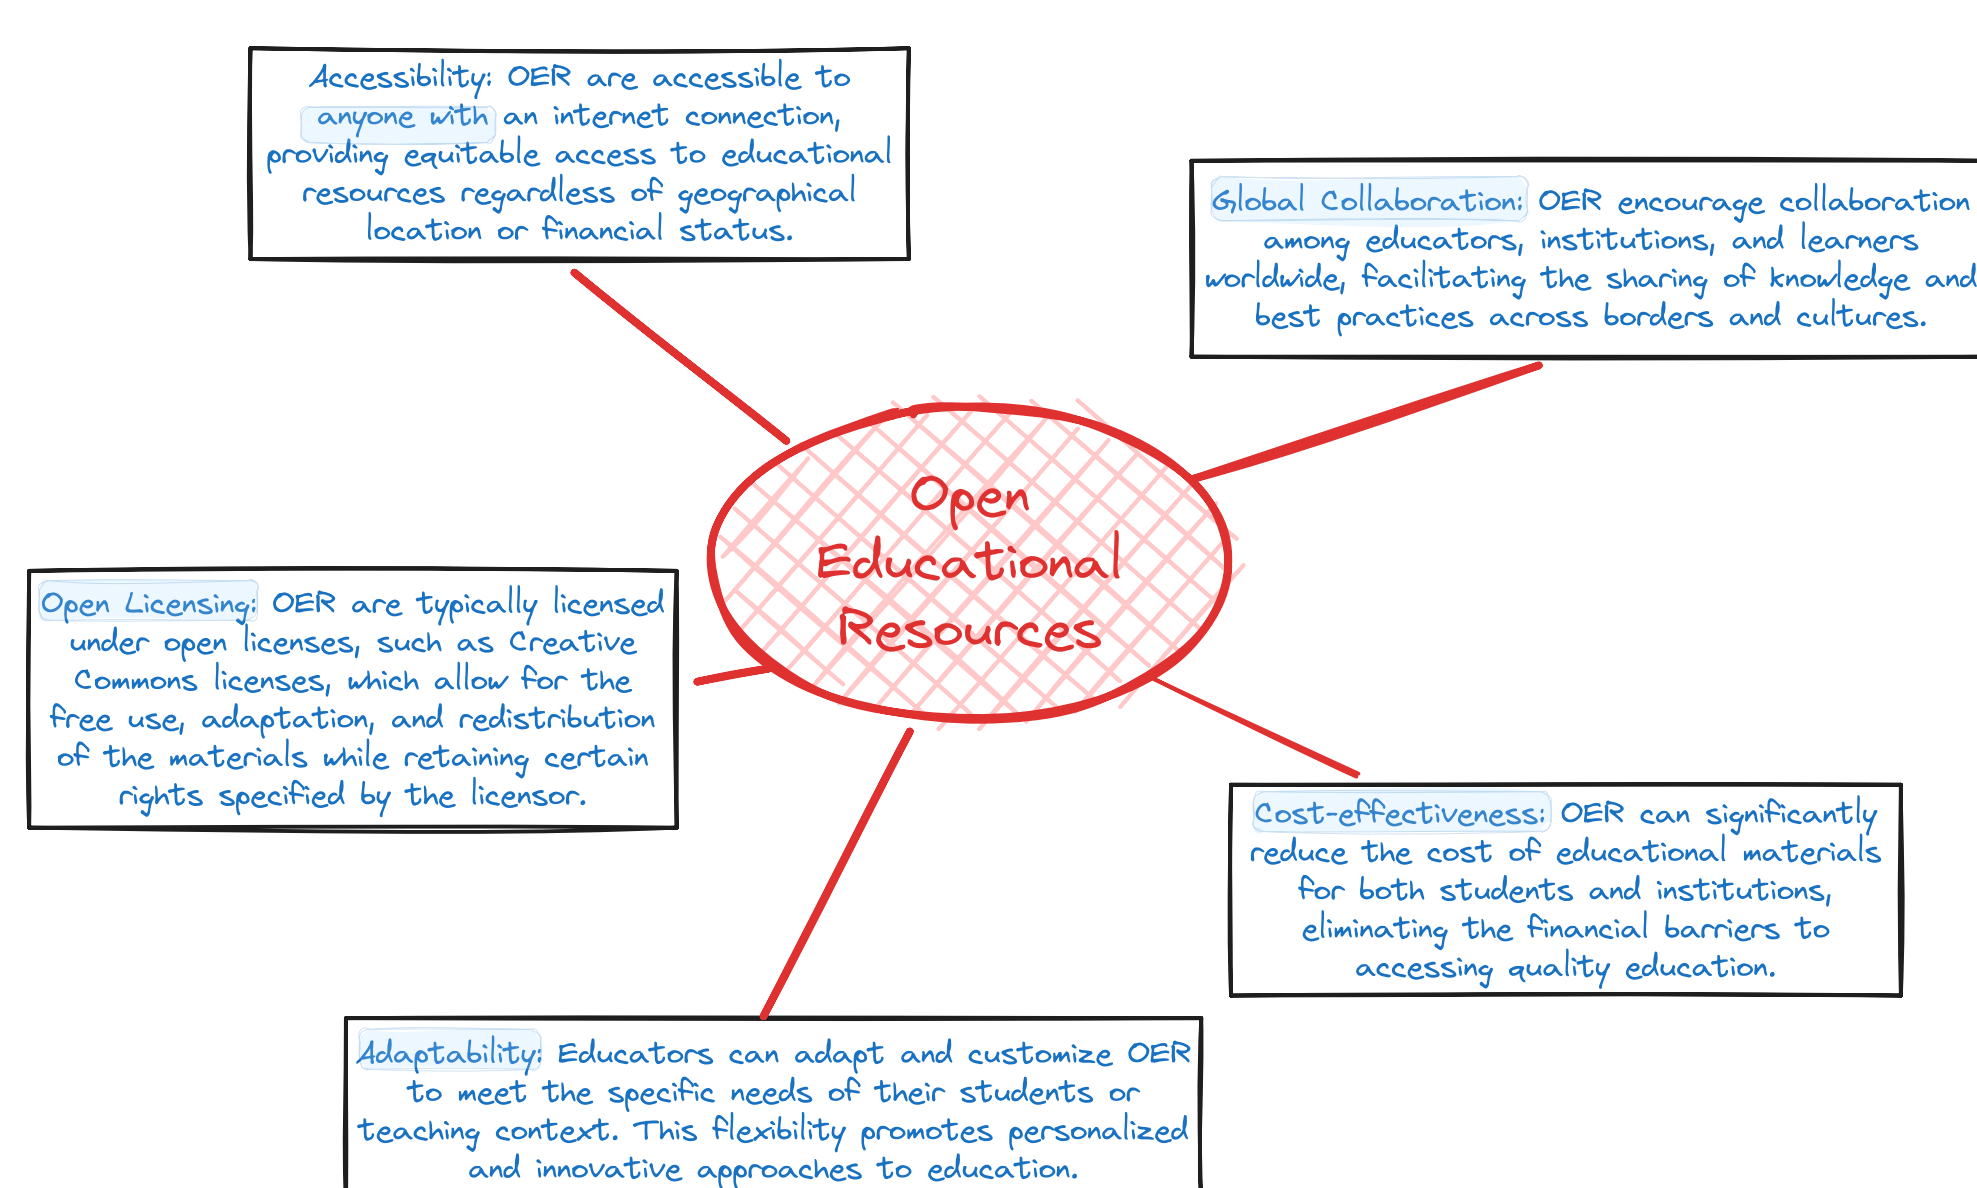 Accessibility: OER are accessible to
anyone with an internet connection,
providing equitable access to educational
resources regardless of geographical
location or financial status.
Global Collaboration: OER encourage collaboration
among educators, institutions, and learners
worldwide, facilitating the sharing of knowledge and
best practices across borders and cultures.
Open
Educational
Resources
Open Licensing: OER are typically licensed
under open licenses, such as Creative
Commons licenses, which allow for the
free use, adaptation, and redistribution
of the materials while retaining certain
rights specified by the licensor.
Cost-effectiveness: OER can significantly
reduce the cost of educational materials
for both students and institutions,
eliminating the financial barriers to
accessing quality education.
Adaptability: Educators can adapt and customize OER
to meet the specific needs of their students or
teaching context. This flexibility promotes personalized
and innovative approaches to education.